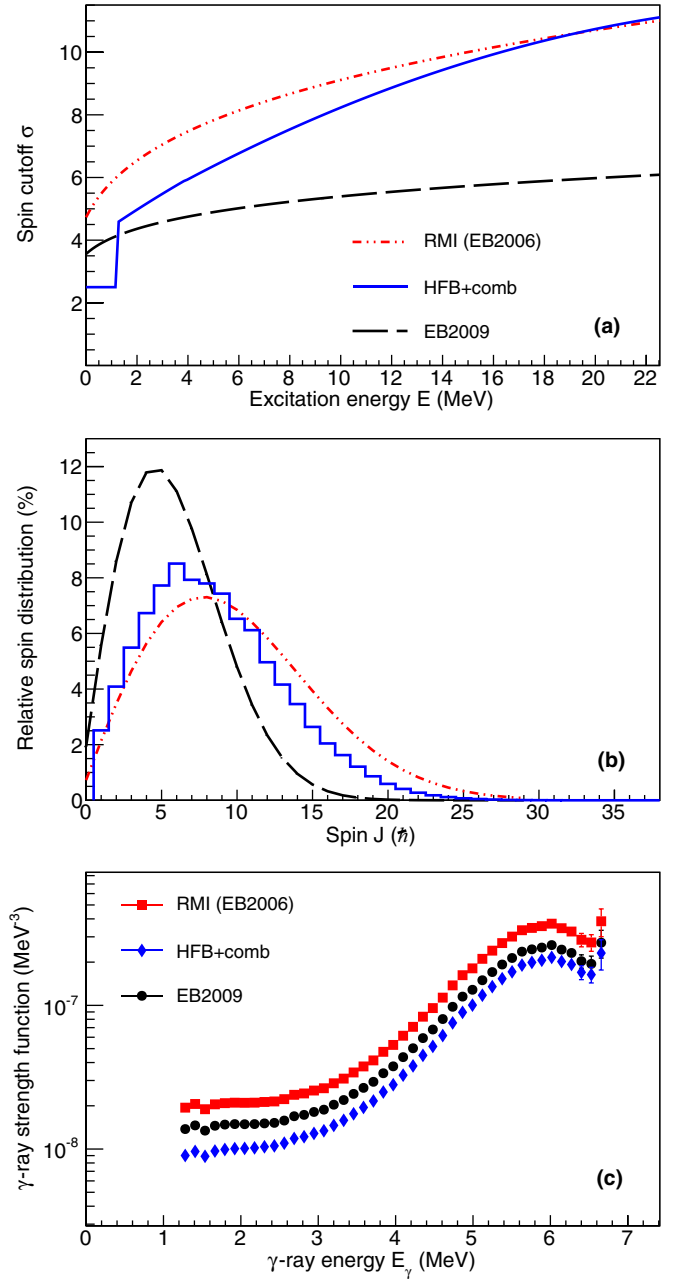 10
8
6
4
2
Spin cutoff σ
RMI (EB2006)
HFB+comb
EB2009
(a)
0 2 4 6 8 10 12 14 16 18 20 22
Excitation energy E (MeV)
12
10
8
6
4
2
0
Relative spin distribution (%)
(b)
0 5 10 15 20 25 30 35
Spin J (ℏ)
RMI (EB2006)
HFB+comb
EB2009
10⁻⁷
10⁻⁸
γ-ray strength function (MeV⁻³)
(c)
0 1 2 3 4 5 6 7
γ-ray energy E_γ (MeV)